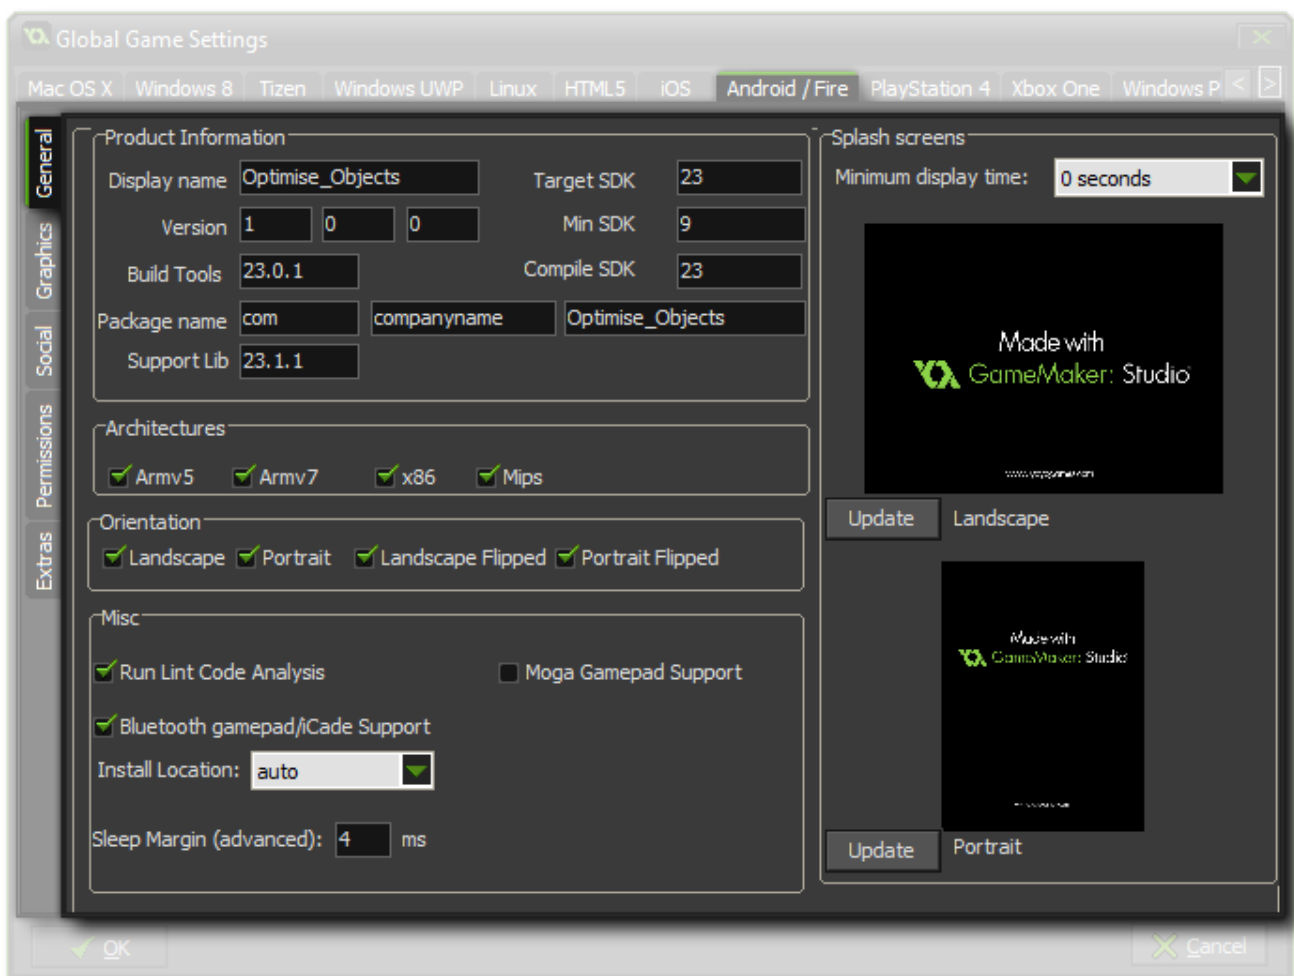 Global Game Settings
Mac OS X Windows 8 Tizen Windows UWP Linux HTML5 iOS Android / Fire PlayStation 4 Xbox One Windows P < >
General
Graphics
Social
Permissions
Extras
Product Information
Display name Optimise_Objects Target SDK 23
Version 1 0 0 Min SDK 9
Build Tools 23.0.1 Compile SDK 23
Package name com companyname Optimise_Objects
Support Lib 23.1.1
Architectures
Armv5 Armv7 x86 Mips
Orientation
Landscape Portrait Landscape Flipped Portrait Flipped
Misc
Run Lint Code Analysis Moga Gamepad Support
Bluetooth gamepad/iCade Support
Install Location: auto
Sleep Margin (advanced): 4 ms
Splash screens
Minimum display time: 0 seconds
Made with
GameMaker: Studio
www.yoyogames.com
Update Landscape
Made with
GameMaker: Studio
Update Portrait
OK Cancel